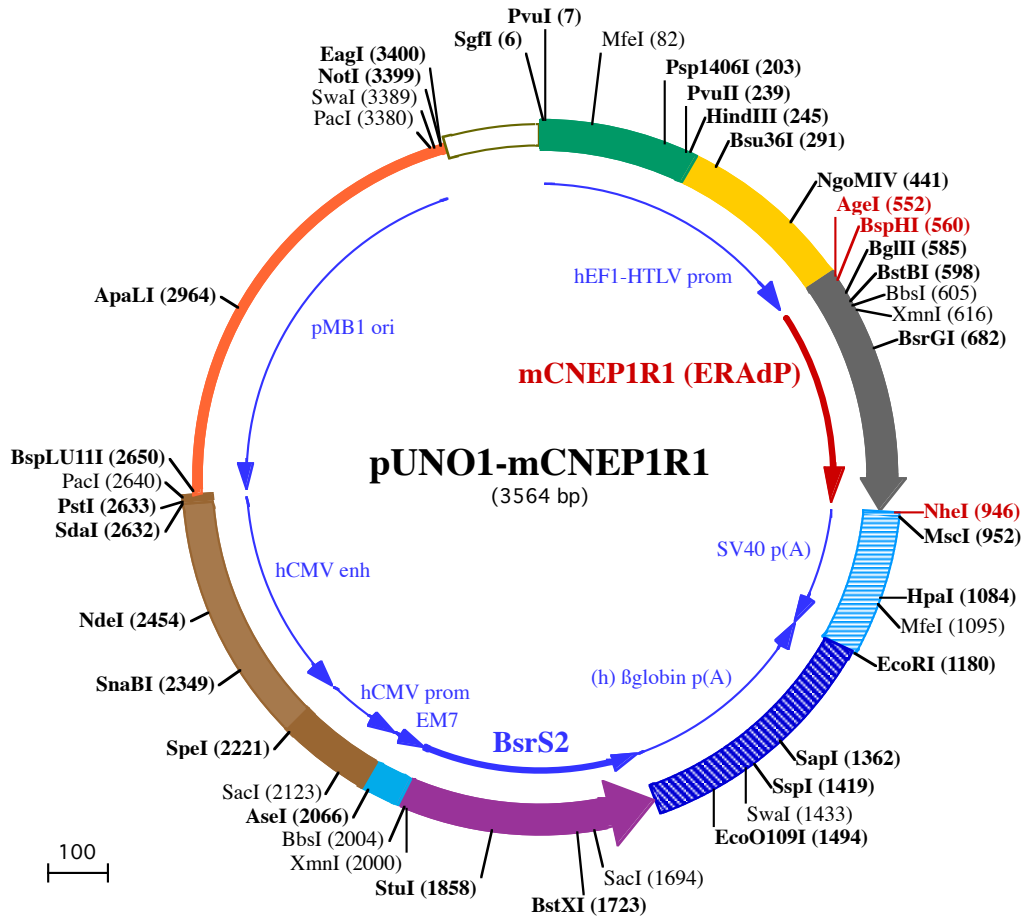 PvuI (7)
SgfI (6)
MfeI (82)
EagI (3400)
NotI (3399)
SwaI (3389)
PacI (3380)
Psp1406I (203)
PvuII (239)
HindIII (245)
Bsu36I (291)
NgoMIV (441)
AgeI (552)
BspHI (560)
BglII (585)
BstBI (598)
BbsI (605)
XmnI (616)
BsrGI (682)
hEF1-HTLV prom
ApaLI (2964)
pMB1 ori
mCNEP1R1 (ERAdP)
pUNO1-mCNEP1R1
(3564 bp)
BspLU11I (2650)
PacI (2640)
PstI (2633)
SdaI (2632)
NheI (946)
MscI (952)
SV40 p(A)
hCMV enh
HpaI (1084)
MfeI (1095)
NdeI (2454)
EcoRI (1180)
SnaBI (2349)
(h) ßglobin p(A)
hCMV prom
EM7
BsrS2
SpeI (2221)
SapI (1362)
SspI (1419)
SwaI (1433)
EcoO109I (1494)
SacI (2123)
AseI (2066)
BbsI (2004)
XmnI (2000)
StuI (1858)
SacI (1694)
BstXI (1723)
100